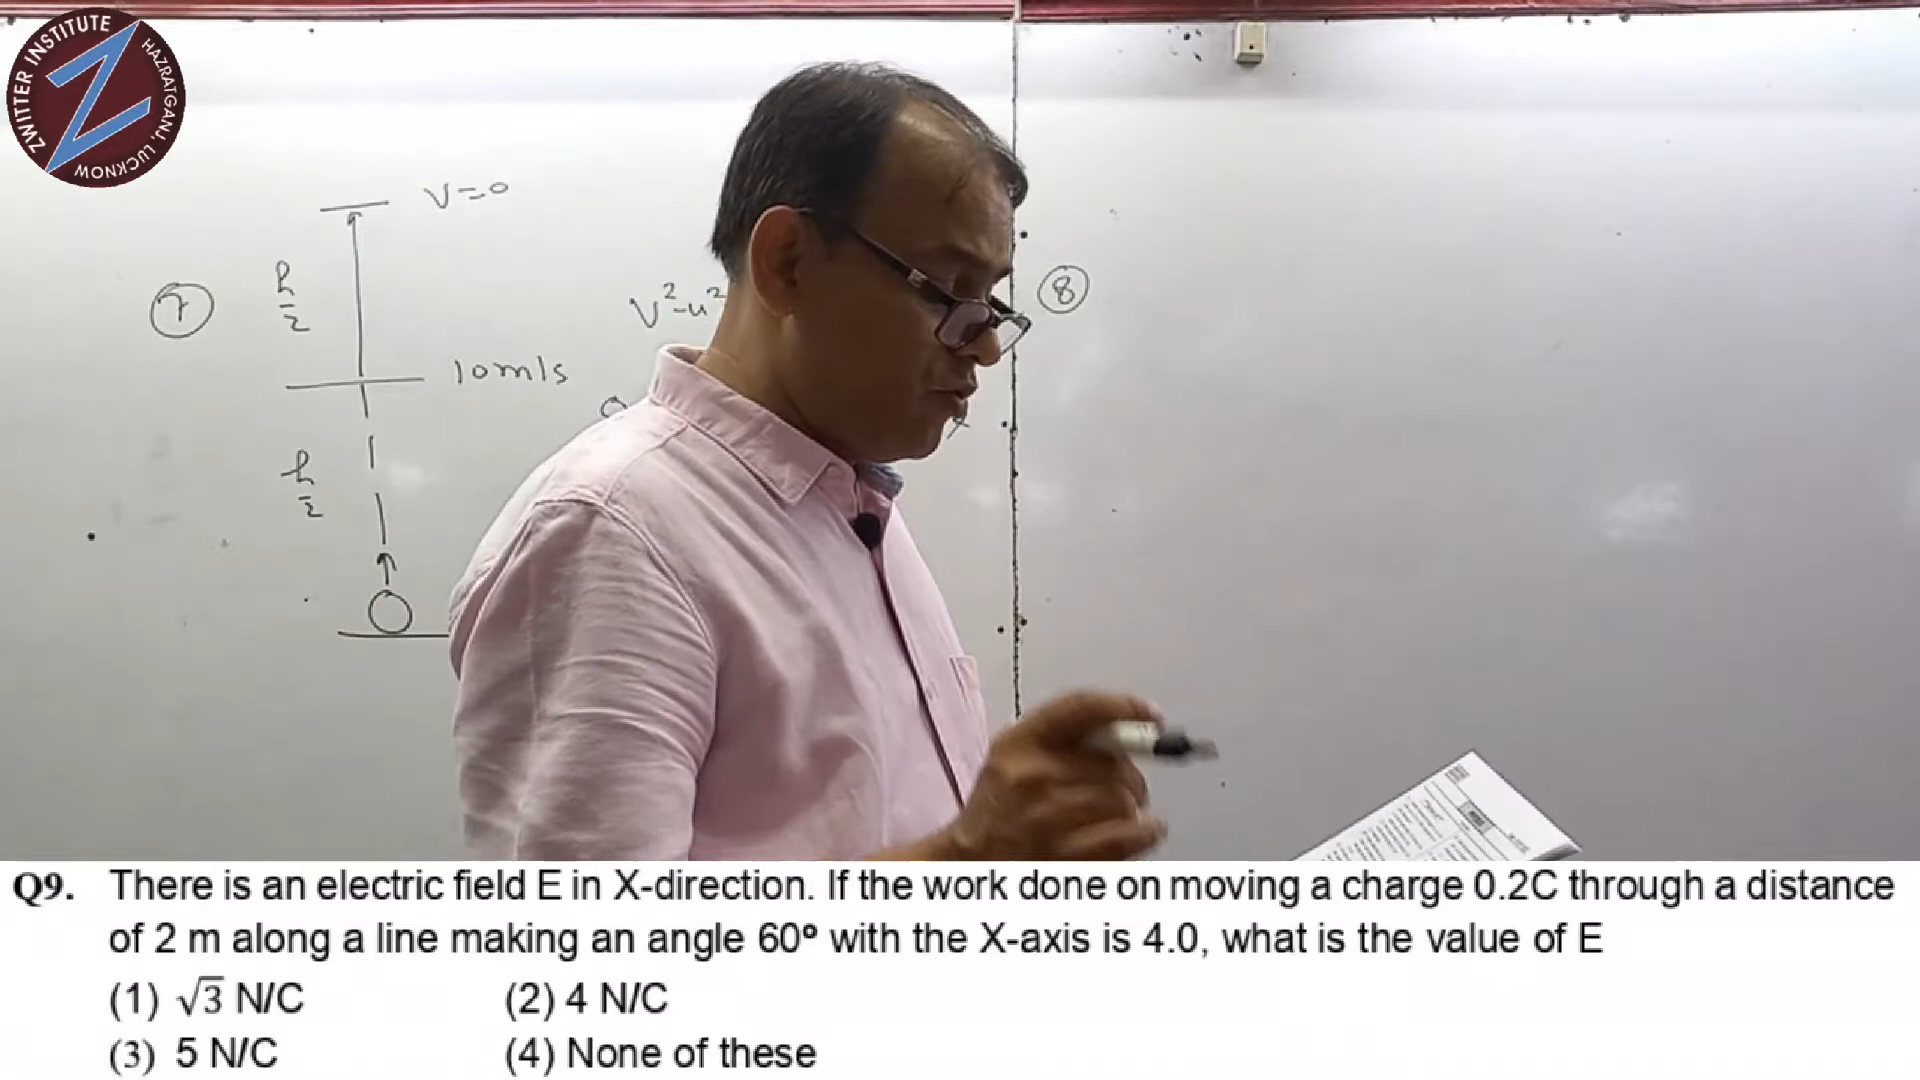 ZWITTER INSTITUTE
HAZRATGANJ, LUCKNOW
Z
V=0
7
h/2
V²-u²
8
10m/s
h/2
Q9. There is an electric field E in X-direction. If the work done on moving a charge 0.2C through a distance
of 2 m along a line making an angle 60° with the X-axis is 4.0, what is the value of E
(1) √3 N/C (2) 4 N/C
(3) 5 N/C (4) None of these